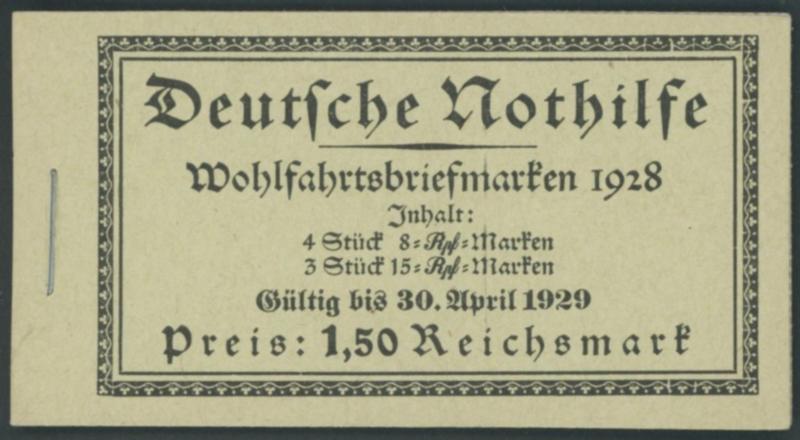 Deutsche Nothilfe
Wohlfahrtsbriefmarken 1928
Inhalt:
4 Stück 8=Rpf=Marken
3 Stück 15=Rpf=Marken
Gültig bis 30. April 1929
Preis: 1,50 Reichsmark